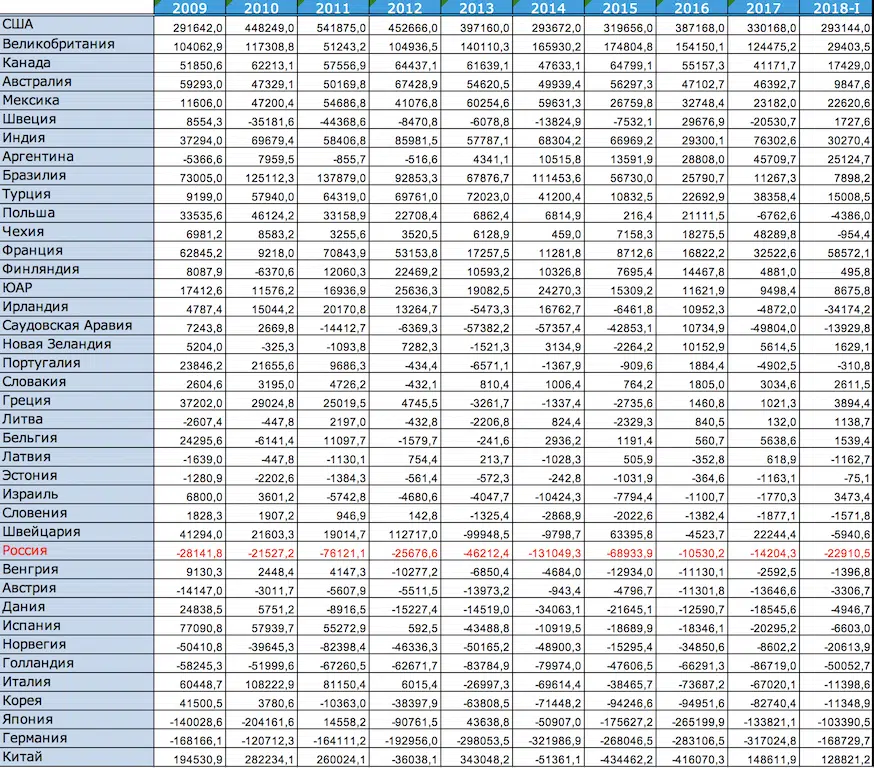 2009 2010 2011 2012 2013 2014 2015 2016 2017 2018-I
США 291642,0 448249,0 541875,0 452666,0 397160,0 293672,0 319656,0 387168,0 330168,0 293144,0
Великобритания 104062,9 117308,8 51243,2 104936,5 140110,3 165930,2 174804,8 154150,1 124475,2 29403,5
Канада 51850,6 62213,1 57556,9 64437,1 61639,1 47633,1 64799,1 55157,3 41171,7 17429,0
Австралия 59293,0 47329,1 50169,8 67428,9 54620,5 49939,4 56297,3 47102,7 46392,7 9847,6
Мексика 11606,0 47200,4 54686,8 41076,8 60254,6 59631,3 26759,8 32748,4 23182,0 22620,6
Швеция 8554,3 -35181,6 -44368,6 -8470,8 -6078,8 -13824,9 -7532,1 29676,9 -20530,7 1727,6
Индия 37294,0 69679,4 58406,8 85981,5 57787,1 68304,2 66969,2 29300,1 76302,6 30270,4
Аргентина -5366,6 7959,5 -855,7 -516,6 4341,1 10515,8 13591,9 28808,0 45709,7 25124,7
Бразилия 73005,0 125112,3 137879,0 92853,3 67876,7 111453,6 56730,0 25790,7 11267,3 7898,2
Турция 9199,0 57940,0 64319,0 69761,0 72023,0 41200,4 10832,5 22692,9 38358,4 15008,5
Польша 33535,6 46124,2 33158,9 22708,4 6862,4 6814,9 216,4 21111,5 -6762,6 -4386,0
Чехия 6981,2 8583,2 3255,6 3520,5 6128,9 459,0 7158,3 18275,5 48289,8 -954,4
Франция 62845,2 9218,0 70843,9 53153,8 17257,5 11281,8 8712,6 16822,2 32522,6 58572,1
Финляндия 8087,9 -6370,6 12060,3 22469,2 10593,2 10326,8 7695,4 14467,8 4881,0 495,8
ЮАР 17412,6 11576,2 16936,9 25636,3 19082,5 24270,3 15309,2 11621,9 9498,4 8675,8
Ирландия 4787,4 15044,2 20170,8 13264,7 -5473,3 16762,7 -6461,8 10952,3 -4872,0 -34174,2
Саудовская Аравия 7243,8 2669,8 -14412,7 -6369,3 -57382,2 -57357,4 -42853,1 10734,9 -49804,0 -13929,8
Новая Зеландия 5204,0 -325,3 -1093,8 7282,3 -1521,3 3134,9 -2264,2 10152,9 5614,5 1629,1
Португалия 23846,2 21655,6 9686,3 -434,4 -6571,1 -1367,9 -909,6 1884,4 -4902,5 -310,8
Словакия 2604,6 3195,0 4726,2 -432,1 810,4 1006,4 764,2 1805,0 3034,6 2611,5
Греция 37202,0 29024,8 25019,5 4745,5 -3261,7 -1337,4 -2735,6 1460,8 1021,3 3894,4
Литва -2607,4 -447,8 2197,0 -432,8 -2206,8 824,4 -2329,3 840,5 132,0 1138,7
Бельгия 24295,6 -6141,4 11097,7 -1579,7 -241,6 2936,2 1191,4 560,7 5638,6 1539,4
Латвия -1639,0 -447,8 -1130,1 754,4 213,7 -1028,3 505,9 -352,8 618,9 -1162,7
Эстония -1280,9 -2202,6 -1384,3 -561,4 -572,3 -242,8 -1031,9 -364,6 -1163,1 -75,1
Израиль 6800,0 3601,2 -5742,8 -4680,6 -4047,7 -10424,3 -7794,4 -1100,7 -1770,3 3473,4
Словения 1828,3 1907,2 946,9 142,8 -1325,4 -2868,9 -2022,6 -1382,4 -1877,1 -1571,8
Швейцария 41294,0 21603,3 19014,7 112717,0 -99948,5 -9798,7 63395,8 -4523,7 22244,4 -5940,6
Россия -28141,8 -21527,2 -76121,1 -25676,6 -46212,4 -131049,3 -68933,9 -10530,2 -14204,3 -22910,5
Венгрия 9130,3 2448,4 4147,3 -10277,2 -6850,4 -4684,0 -12934,0 -11130,1 -2592,5 -1396,8
Австрия -14147,0 -3011,7 -5607,9 -5511,5 -13973,2 -943,4 -4796,7 -11301,8 -13646,6 -3306,7
Дания 24838,5 5751,2 -8916,5 -15227,4 -14519,0 -34063,1 -21645,1 -12590,7 -18545,6 -4946,7
Испания 77090,8 57939,7 55272,9 592,5 -43488,8 -10919,5 -18689,9 -18346,1 -20295,2 -6603,0
Норвегия -50410,8 -39645,3 -82398,4 -46336,3 -50165,2 -48900,3 -15295,4 -34850,6 -8602,2 -20613,9
Голландия -58245,3 -51999,6 -67260,5 -62671,7 -83784,9 -79974,0 -47606,5 -66291,3 -86719,0 -50052,7
Италия 60448,7 108222,9 81150,4 6015,4 -26997,3 -69614,4 -38465,7 -73687,2 -67020,1 -11398,6
Корея 41500,5 3780,6 -10363,0 -38397,9 -63808,5 -71448,2 -94246,6 -94951,6 -82740,4 -11348,9
Япония -140028,6 -204161,6 14558,2 -90761,5 43638,8 -50907,0 -175627,2 -265199,9 -133821,1 -103390,5
Германия -168166,1 -120712,3 -164111,2 -192956,0 -298053,5 -321986,9 -268046,5 -283106,5 -317024,8 -168729,7
Китай 194530,9 282234,1 260024,1 -36038,1 343048,2 -51361,1 -434462,2 -416070,3 148611,9 128821,2